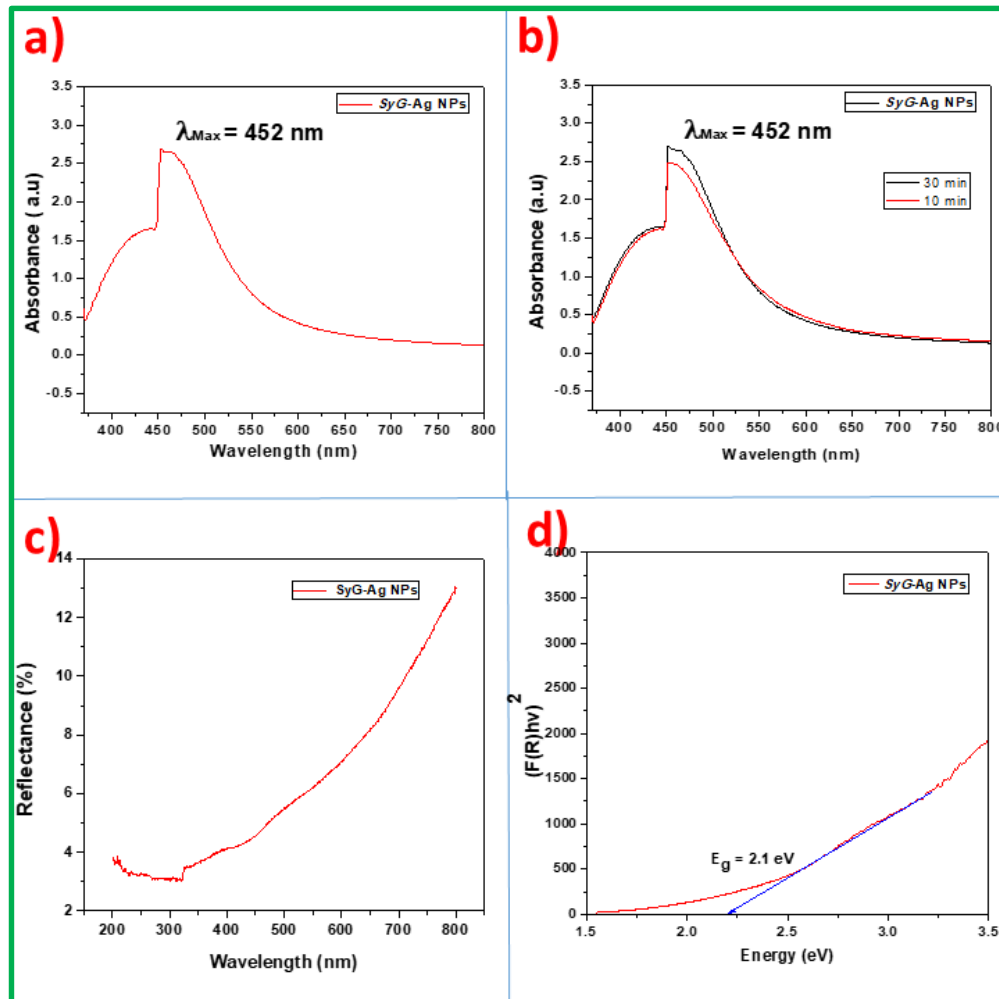 a)
SyG-Ag NPs
λMax = 452 nm
3.5
3.0
2.5
2.0
1.5
1.0
0.5
0.0
-0.5
Absorbance ( a.u)
400 450 500 550 600 650 700 750 800
Wavelength (nm)
b)
SyG-Ag NPs
λMax = 452 nm
30 min
10 min
3.5
3.0
2.5
2.0
1.5
1.0
0.5
0.0
-0.5
Absorbance (a.u)
400 450 500 550 600 650 700 750 800
Wavelength (nm)
c)
SyG-Ag NPs
14
12
10
8
6
4
2
Reflectance (%)
200 300 400 500 600 700 800
Wavelength (nm)
d)
SyG-Ag NPs
4000
3500
3000
2500
2000
1500
1000
500
0
(F(R)hv)2
Eg = 2.1 eV
1.5 2.0 2.5 3.0 3.5
Energy (eV)